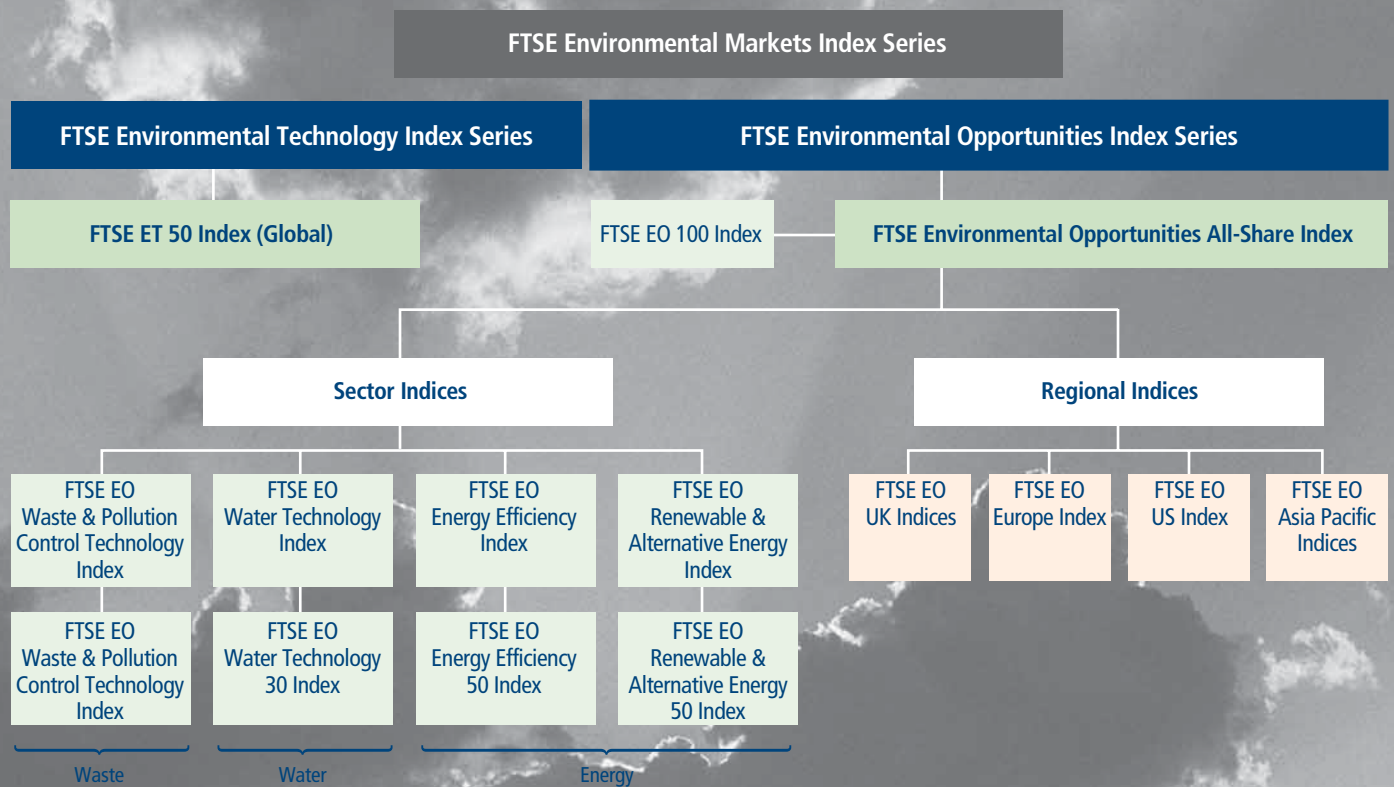 FTSE Environmental Markets Index Series
FTSE Environmental Technology Index Series
FTSE Environmental Opportunities Index Series
FTSE ET 50 Index (Global)
FTSE EO 100 Index
FTSE Environmental Opportunities All-Share Index
Sector Indices
Regional Indices
FTSE EO
Waste & Pollution
Control Technology
Index
FTSE EO
Water Technology
Index
FTSE EO
Energy Efficiency
Index
FTSE EO
Renewable &
Alternative Energy
Index
FTSE EO
UK Indices
FTSE EO
Europe Index
FTSE EO
US Index
FTSE EO
Asia Pacific
Indices
FTSE EO
Waste & Pollution
Control Technology
Index
FTSE EO
Water Technology
30 Index
FTSE EO
Energy Efficiency
50 Index
FTSE EO
Renewable &
Alternative Energy
50 Index
Waste
Water
Energy